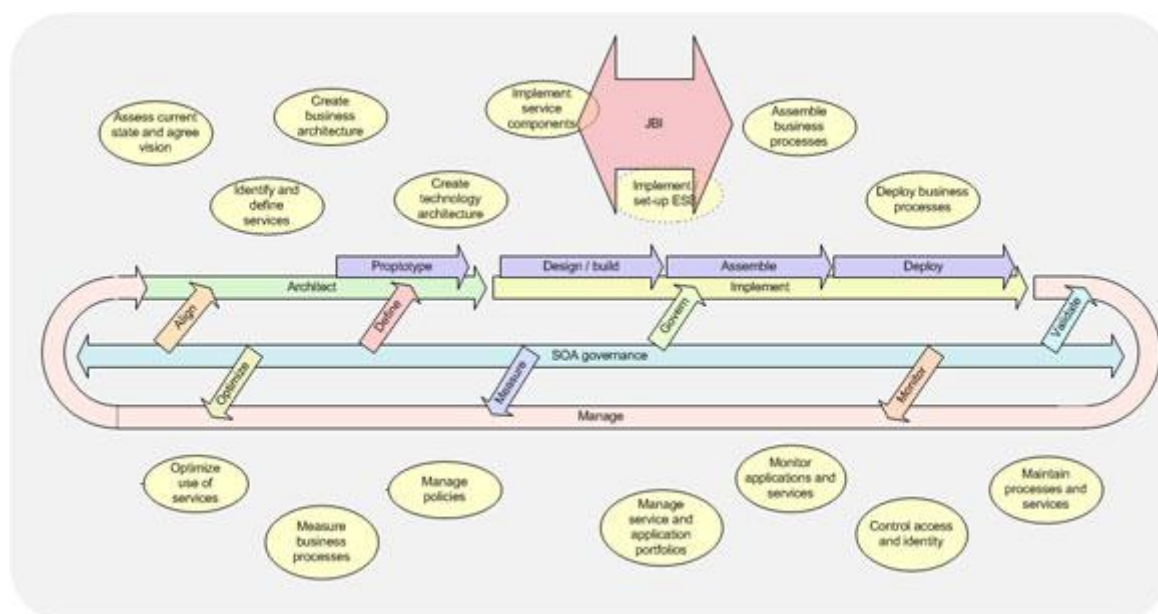 Assess current
state and agree
vision
Create
business
architecture
Implement
service
components
JBI
Assemble
business
processes
Identify and
define
services
Create
technology
architecture
Implement /
set-up ESB
Deploy business
processes
Proptotype
Design / build
Assemble
Deploy
Architect
Implement
Align
Define
Govern
Validate
SOA governance
Optimize
Measure
Monitor
Manage
Optimize
use of
services
Manage
policies
Monitor
applications and
services
Maintain
processes and
services
Measure
business
processes
Manage
service and
application
portfolios
Control access
and identity